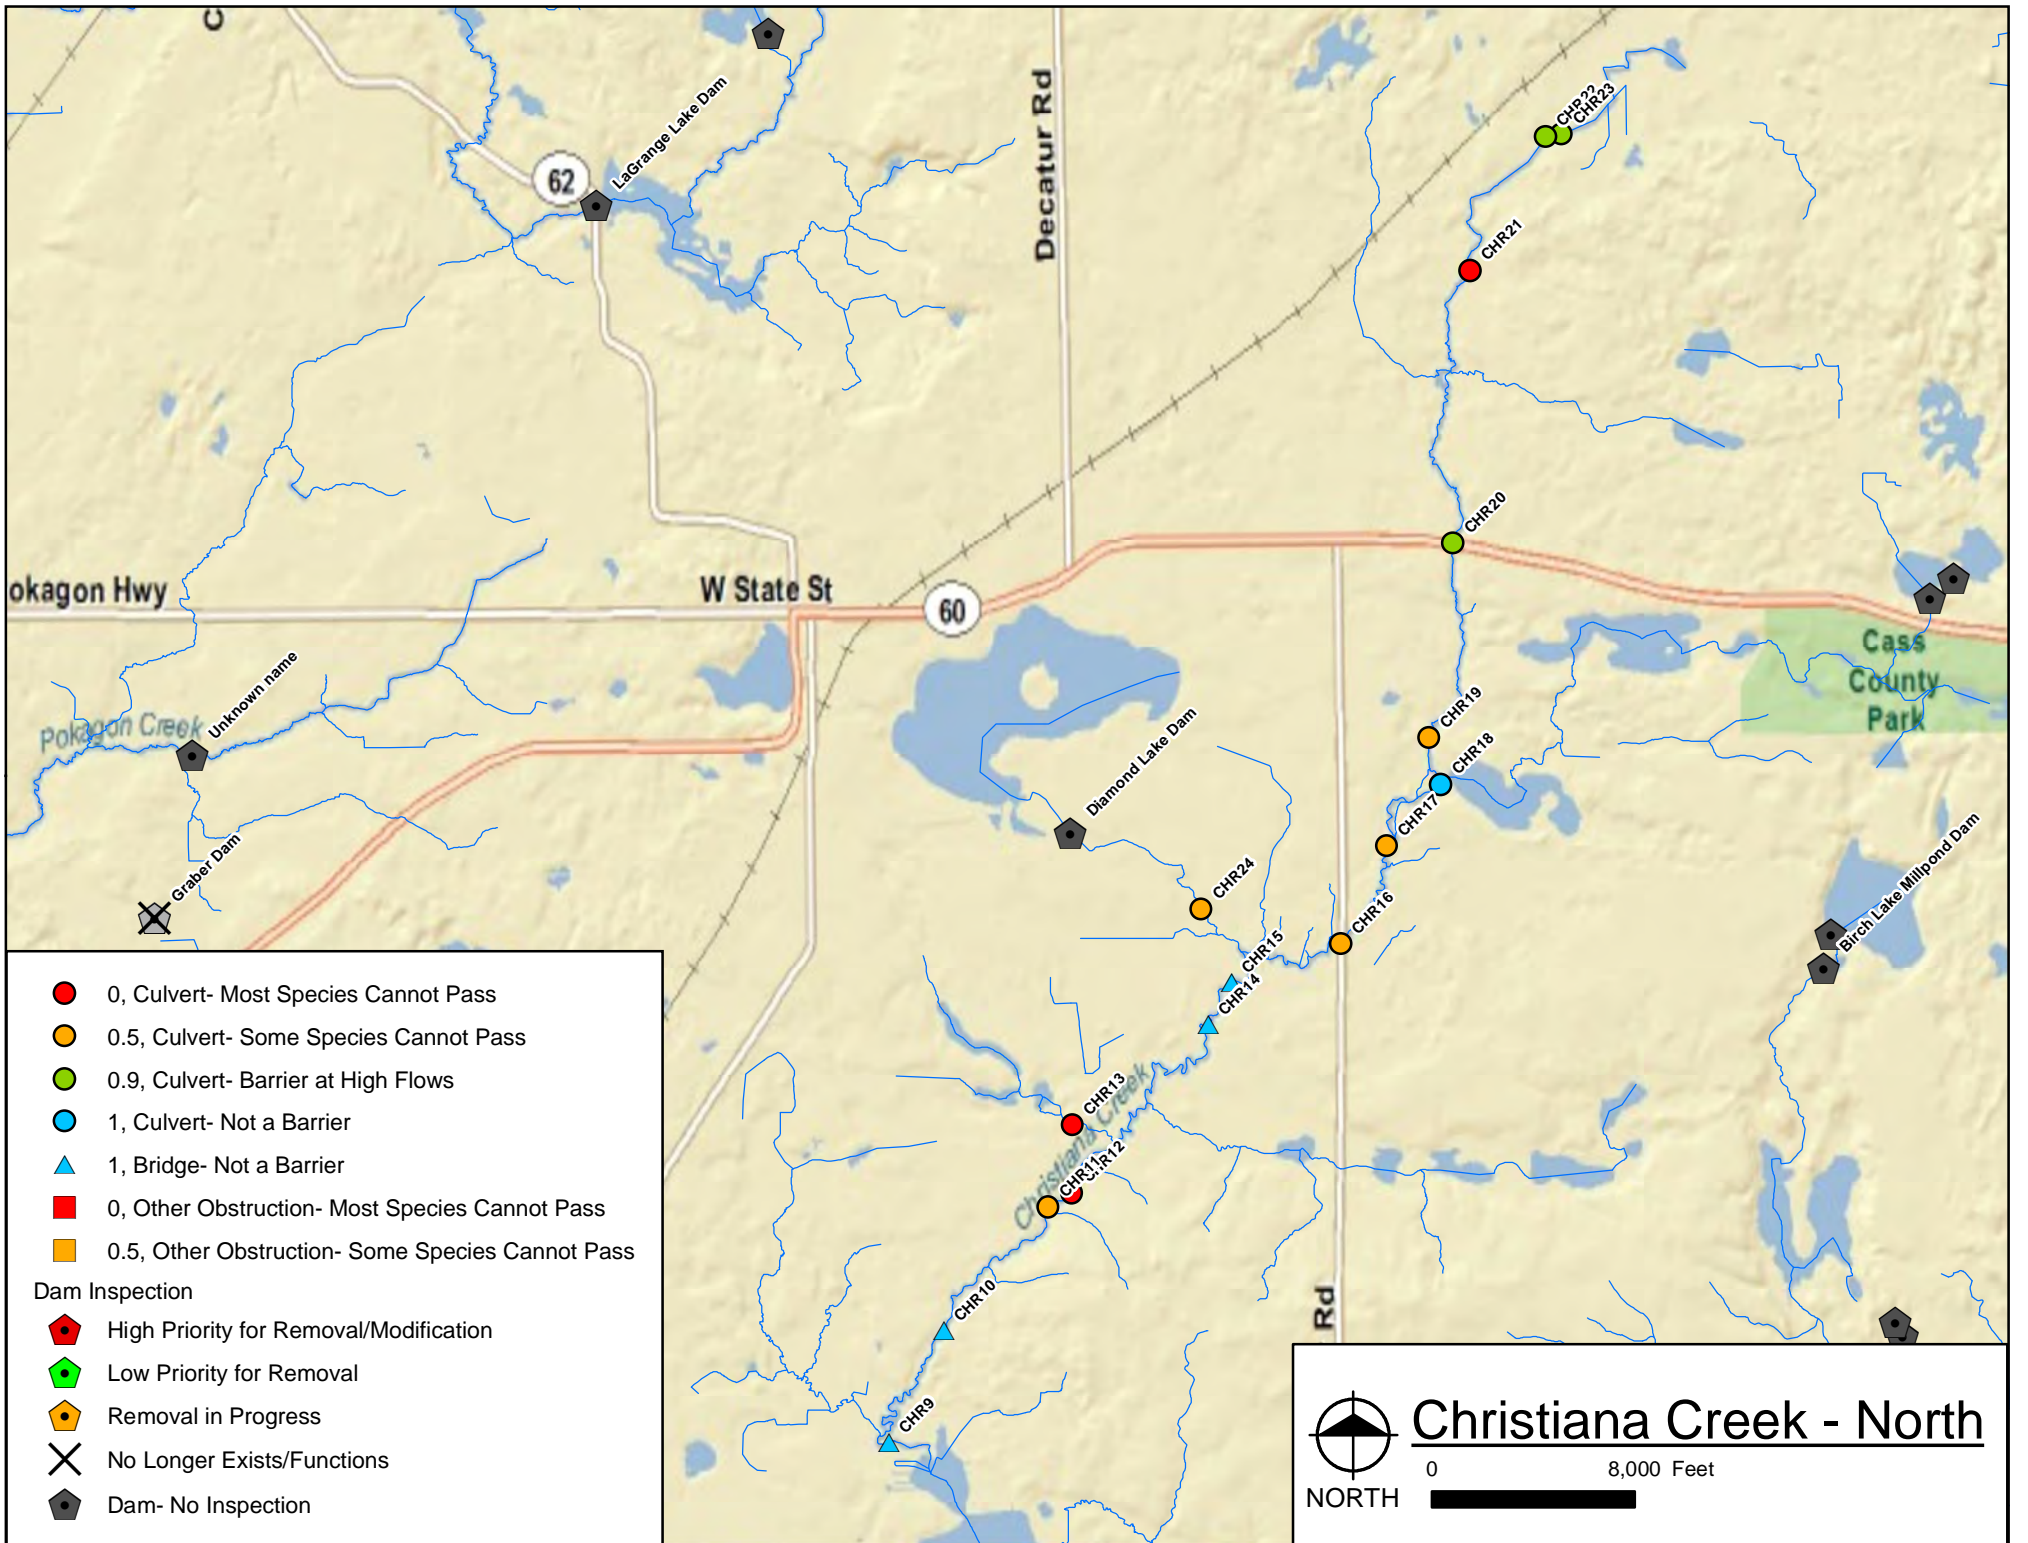 C
LaGrange Lake Dam
62
Decatur Rd
CHR22
CHR23
CHR21
CHR20
okagon Hwy
W State St
60
Cass
County
Park
Unknown name
Pokagon Creek
Diamond Lake Dam
CHR19
CHR18
CHR17
Graber Dam
CHR24
CHR16
Birch Lake Millpond Dam
CHR15
CHR14
CHR13
Christiana Creek
CHR12
CHR11
CHR10
CHR9
Rd
0, Culvert- Most Species Cannot Pass
0.5, Culvert- Some Species Cannot Pass
0.9, Culvert- Barrier at High Flows
1, Culvert- Not a Barrier
1, Bridge- Not a Barrier
0, Other Obstruction- Most Species Cannot Pass
0.5, Other Obstruction- Some Species Cannot Pass
Dam Inspection
High Priority for Removal/Modification
Low Priority for Removal
Removal in Progress
No Longer Exists/Functions
Dam- No Inspection
Christiana Creek - North
0 8,000 Feet
NORTH